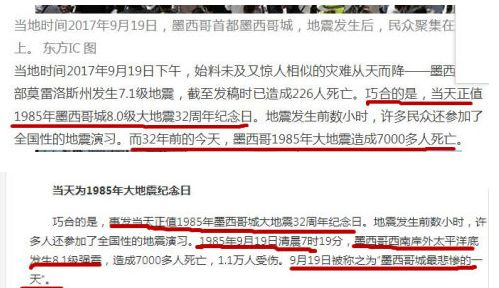 当地时间2017年9月19日，墨西哥首都墨西哥城，地震发生后，民众聚集在
上。 东方IC 图
当地时间2017年9月19日下午，始料未及又惊人相似的灾难从天而降——墨西
部莫雷洛斯州发生7.1级地震，截至发稿时已造成226人死亡。巧合的是，当天正值
1985年墨西哥城8.0级大地震32周年纪念日。地震发生前数小时，许多民众还参加了
全国性的地震演习。而32年前的今天，墨西哥1985年大地震造成7000多人死亡。
当天为1985年大地震纪念日
巧合的是，事发当天正值1985年墨西哥城大地震32周年纪念日。地震发生前数小时，许
多人还参加了全国性的地震演习。1985年9月19日清晨7时19分，墨西哥西南岸外太平洋底
发生8.1级强震，造成7000多人死亡，1.1万人受伤。9月19日被称之为“墨西哥城最悲惨的一
天”。